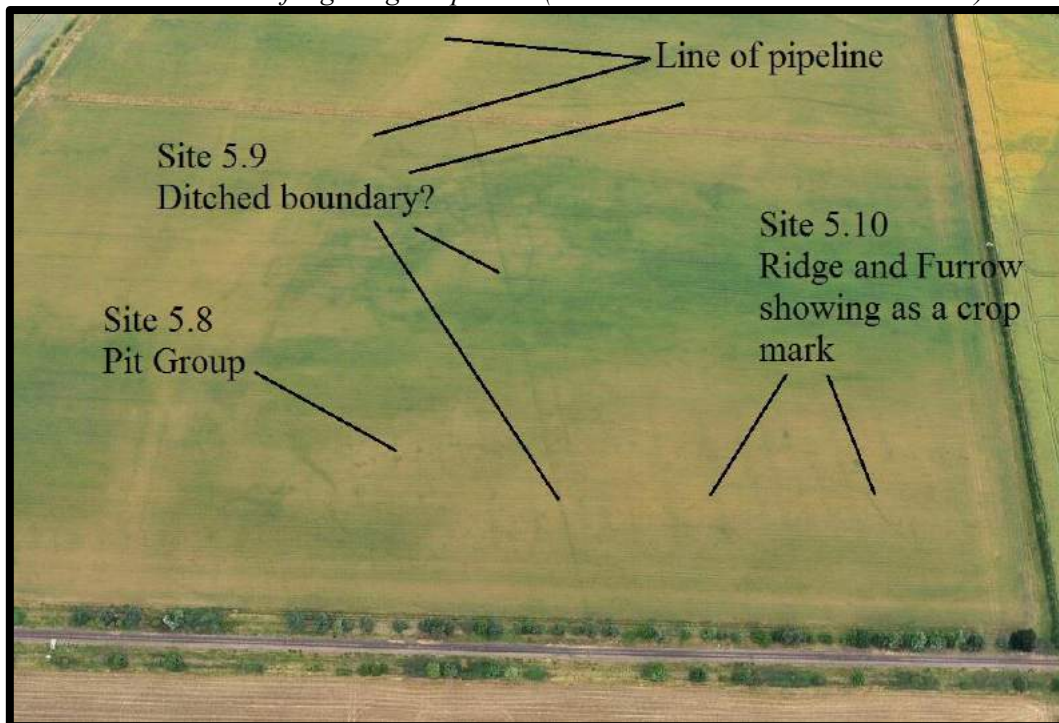 Line of pipeline
Site 5.9
Ditched boundary?
Site 5.10
Ridge and Furrow
showing as a crop
mark
Site 5.8
Pit Group